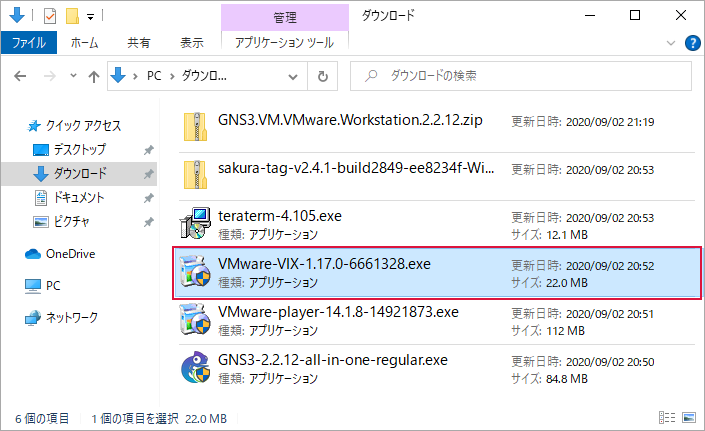 管理
ダウンロード
ファイル ホーム 共有 表示 アプリケーション ツール
PC ダウンロ... ダウンロードの検索
クイック アクセス
デスクトップ
ダウンロード
ドキュメント
ピクチャ
OneDrive
PC
ネットワーク
GNS3.VM.VMware.Workstation.2.2.12.zip 更新日時: 2020/09/02 21:19
sakura-tag-v2.4.1-build2849-ee8234f-Wi... 更新日時: 2020/09/02 20:53
teraterm-4.105.exe 更新日時: 2020/09/02 20:53
種類: アプリケーション サイズ: 12.1 MB
VMware-VIX-1.17.0-6661328.exe 更新日時: 2020/09/02 20:52
種類: アプリケーション サイズ: 22.0 MB
VMware-player-14.1.8-14921873.exe 更新日時: 2020/09/02 20:51
種類: アプリケーション サイズ: 112 MB
GNS3-2.2.12-all-in-one-regular.exe 更新日時: 2020/09/02 20:50
種類: アプリケーション サイズ: 84.8 MB
6 個の項目 1 個の項目を選択 22.0 MB